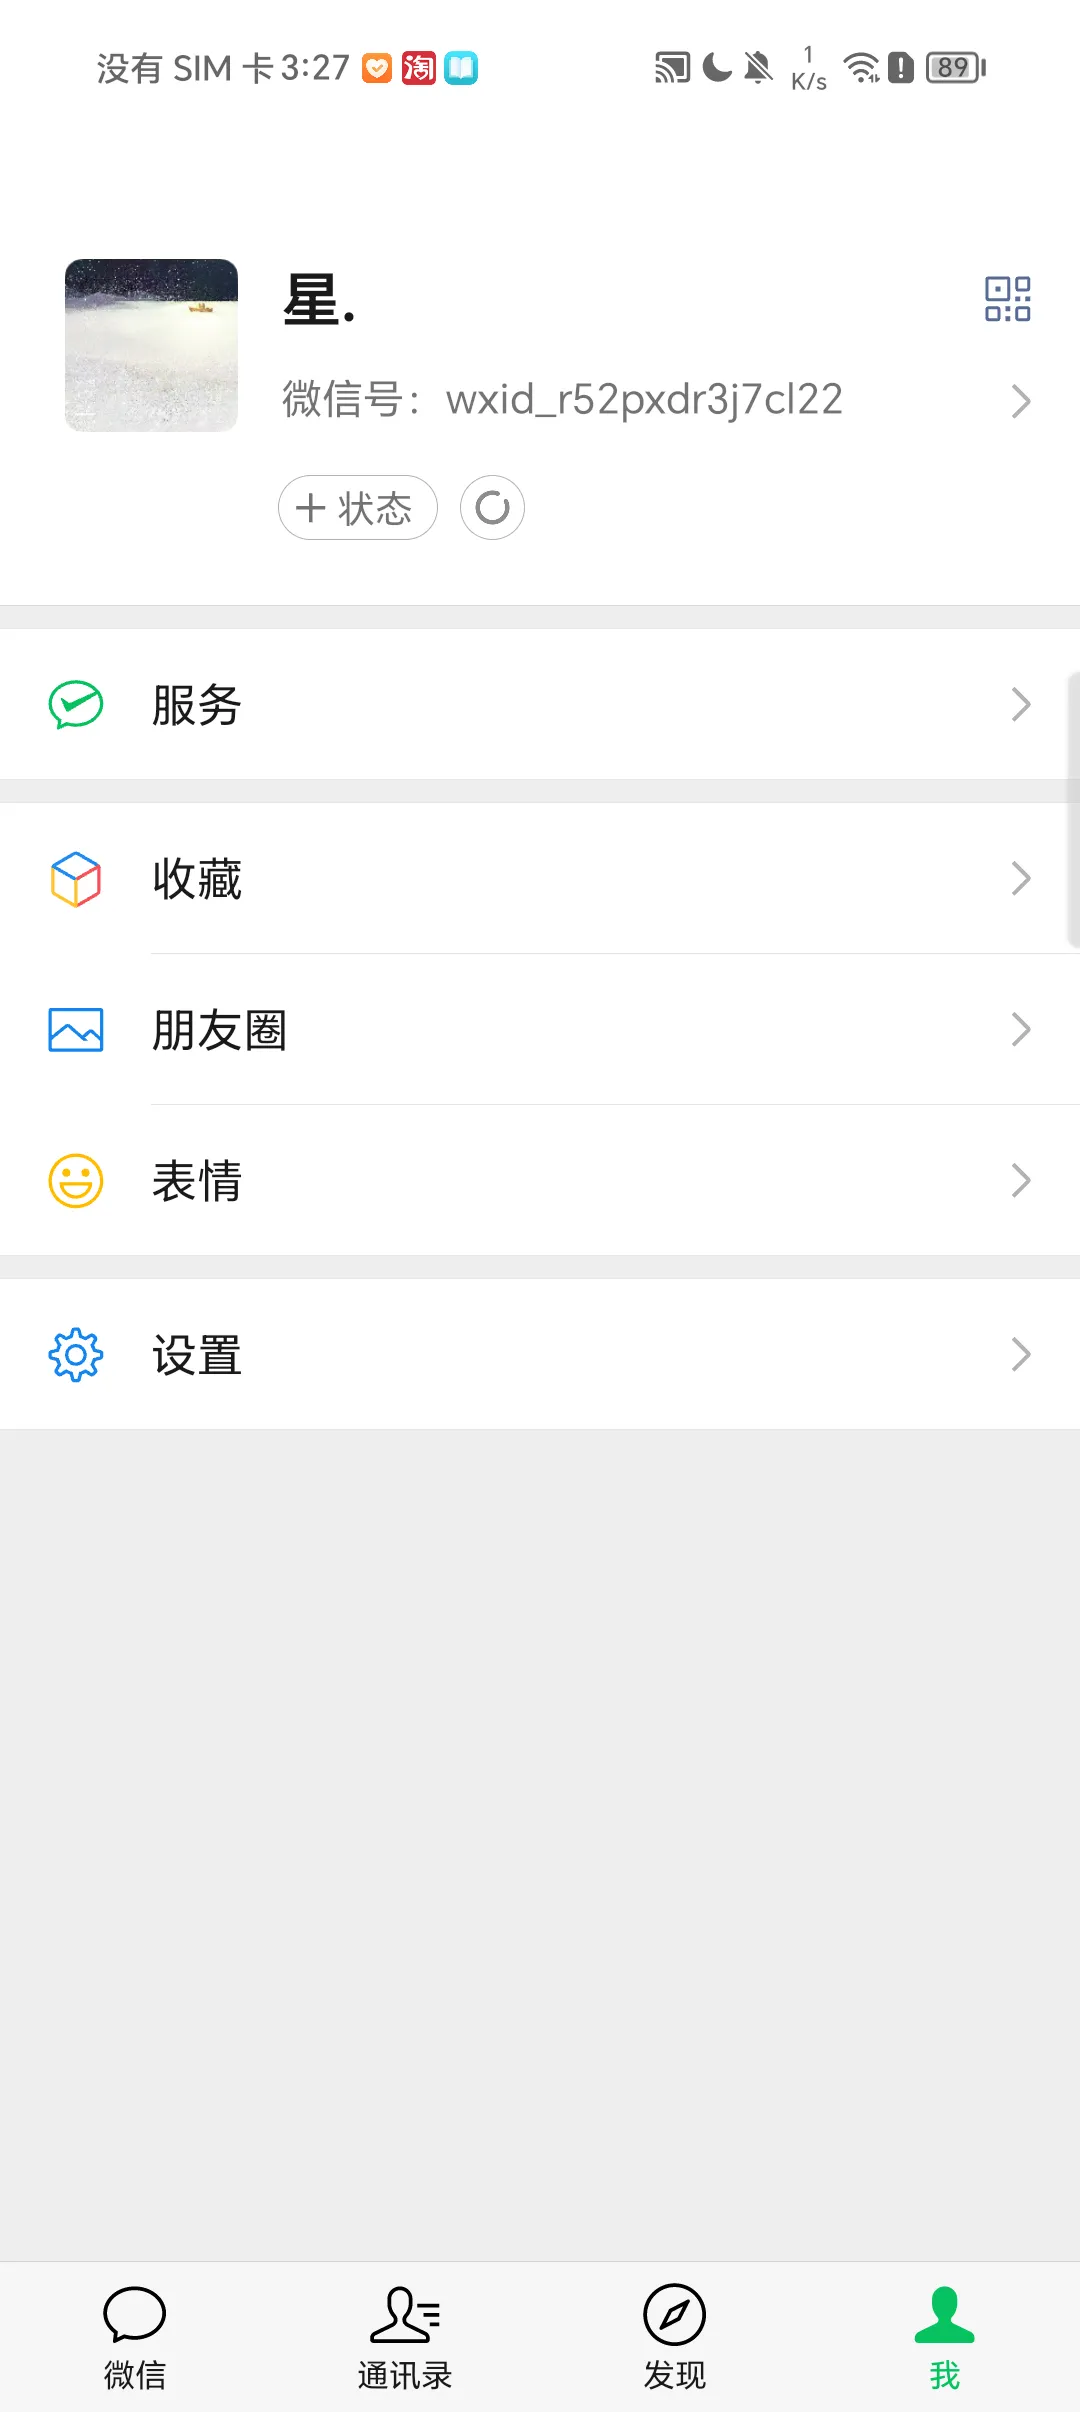 没有 SIM 卡 3:27 淘 1 K/s 89
星.
微信号：wxid_r52pxdr3j7cl22
+ 状态
服务
收藏
朋友圈
表情
设置
微信 通讯录 发现 我